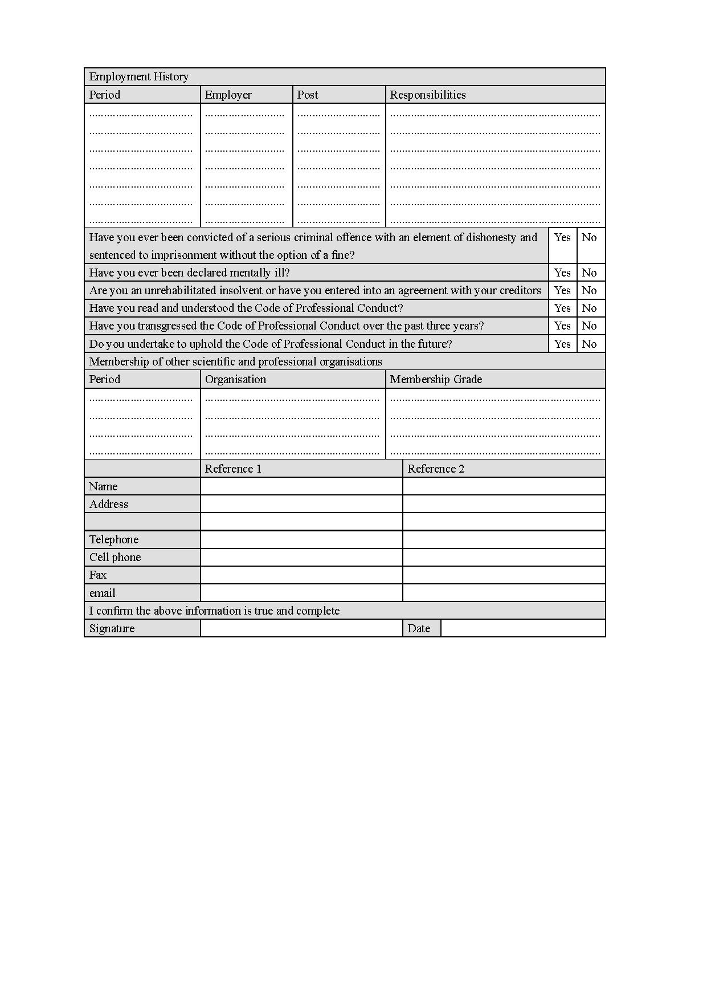 Employment History
Period Employer Post Responsibilities
................................... ........................... ............................ .......................................................................
................................... ........................... ............................ .......................................................................
................................... ........................... ............................ .......................................................................
................................... ........................... ............................ .......................................................................
................................... ........................... ............................ .......................................................................
................................... ........................... ............................ .......................................................................
................................... ........................... ............................ .......................................................................
Have you ever been convicted of a serious criminal offence with an element of dishonesty and Yes No
sentenced to imprisonment without the option of a fine?
Have you ever been declared mentally ill? Yes No
Are you an unrehabilitated insolvent or have you entered into an agreement with your creditors Yes No
Have you read and understood the Code of Professional Conduct? Yes No
Have you transgressed the Code of Professional Conduct over the past three years? Yes No
Do you undertake to uphold the Code of Professional Conduct in the future? Yes No
Membership of other scientific and professional organisations
Period Organisation Membership Grade
................................... ........................................................... .......................................................................
................................... ........................................................... .......................................................................
................................... ........................................................... .......................................................................
................................... ........................................................... .......................................................................
Reference 1 Reference 2
Name
Address
Telephone
Cell phone
Fax
email
I confirm the above information is true and complete
Signature Date